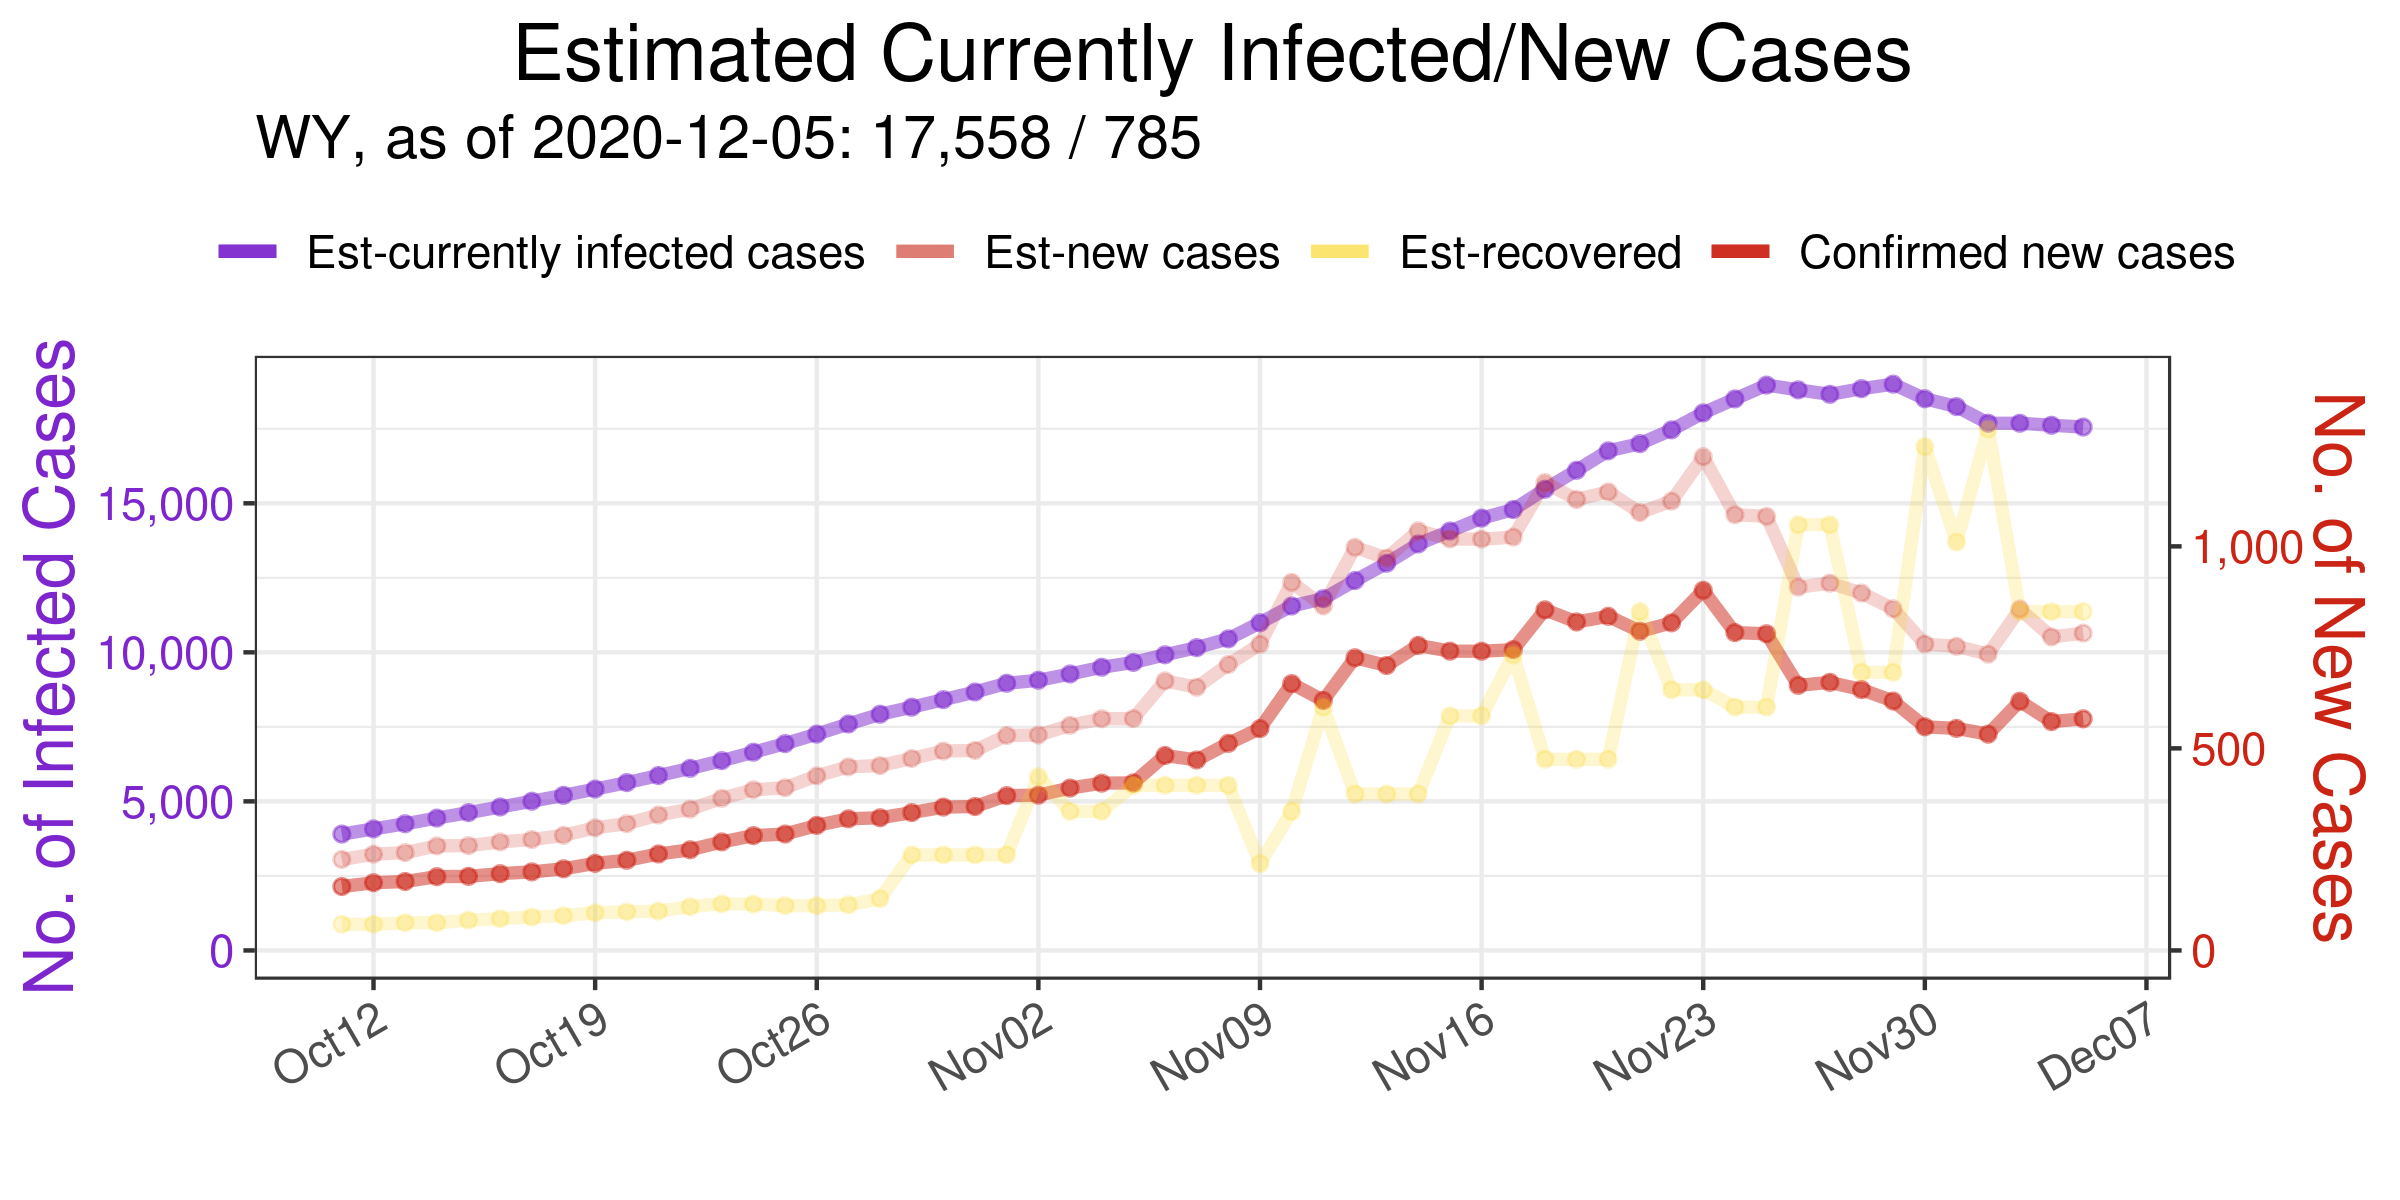 Estimated Currently Infected/New Cases
WY, as of 2020-12-05: 17,558 / 785
Est-currently infected cases Est-new cases Est-recovered Confirmed new cases
No. of Infected Cases
15,000
10,000
5,000
0
No. of New Cases
1,000
500
0
Oct12 Oct19 Oct26 Nov02 Nov09 Nov16 Nov23 Nov30 Dec07